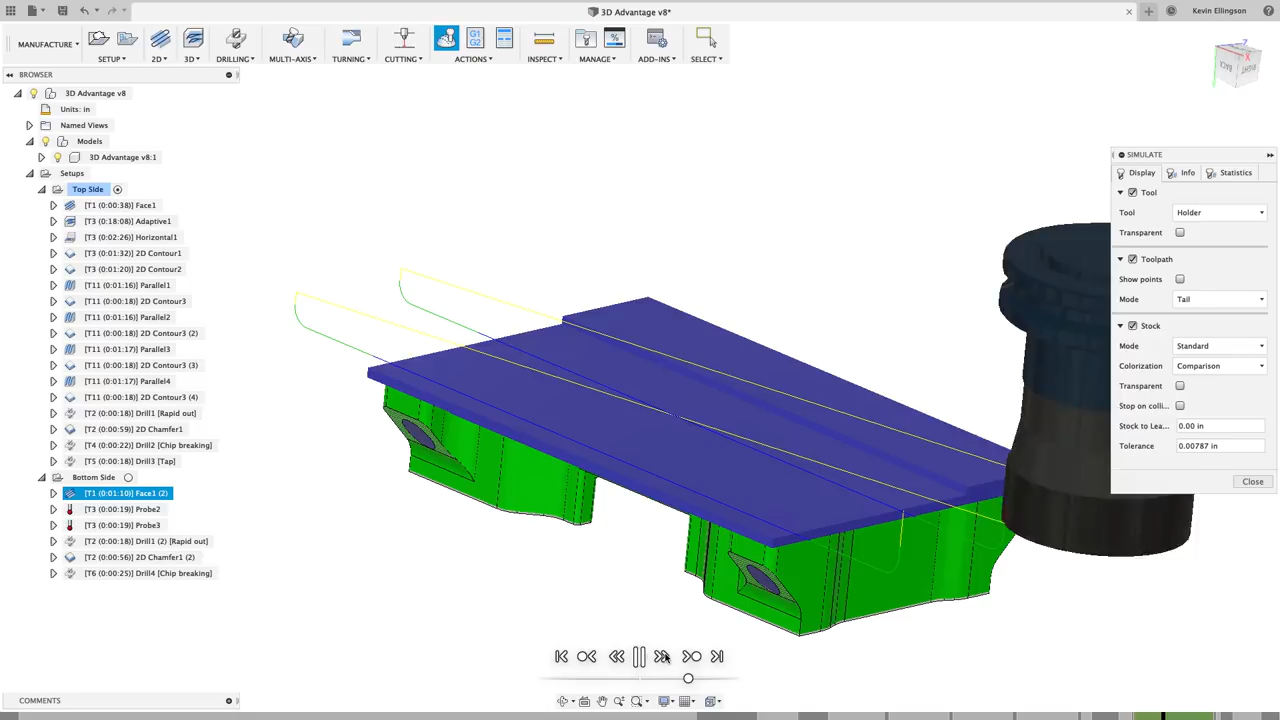 3D Advantage v8*
Kevin Ellingson
MANUFACTURE
SETUP
2D
3D
DRILLING
MULTI-AXIS
TURNING
CUTTING
G1
G2
ACTIONS
INSPECT
MANAGE
ADD-INS
SELECT
BROWSER
3D Advantage v8
Units: in
Named Views
Models
3D Advantage v8:1
Setups
Top Side
[T1 (0:00:38)] Face1
[T3 (0:18:08)] Adaptive1
[T3 (0:02:26)] Horizontal1
[T3 (0:01:32)] 2D Contour1
[T3 (0:01:20)] 2D Contour2
[T11 (0:01:16)] Parallel1
[T11 (0:00:18)] 2D Contour3
[T11 (0:01:16)] Parallel2
[T11 (0:00:18)] 2D Contour3 (2)
[T11 (0:01:17)] Parallel3
[T11 (0:00:18)] 2D Contour3 (3)
[T11 (0:01:17)] Parallel4
[T11 (0:00:18)] 2D Contour3 (4)
[T2 (0:00:18)] Drill1 [Rapid out]
[T2 (0:00:59)] 2D Chamfer1
[T4 (0:00:22)] Drill2 [Chip breaking]
[T5 (0:00:18)] Drill3 [Tap]
Bottom Side
[T1 (0:01:10)] Face1 (2)
[T3 (0:00:19)] Probe2
[T3 (0:00:19)] Probe3
[T2 (0:00:18)] Drill1 (2) [Rapid out]
[T2 (0:00:56)] 2D Chamfer1 (2)
[T6 (0:00:25)] Drill4 [Chip breaking]
Z
X
BACK
RIGHT
SIMULATE
Display
Info
Statistics
Tool
Tool Holder
Transparent
Toolpath
Show points
Mode Tail
Stock
Mode Standard
Colorization Comparison
Transparent
Stop on colli...
Stock to Lea... 0.00 in
Tolerance 0.00787 in
Close
COMMENTS